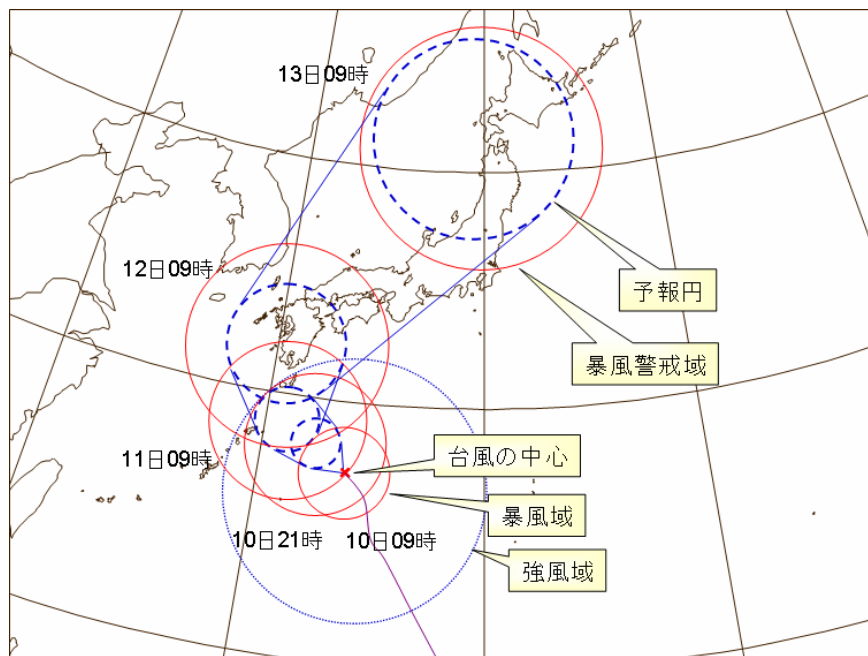 13日09時
12日09時
予報円
暴風警戒域
11日09時
台風の中心
暴風域
10日21時
10日09時
強風域